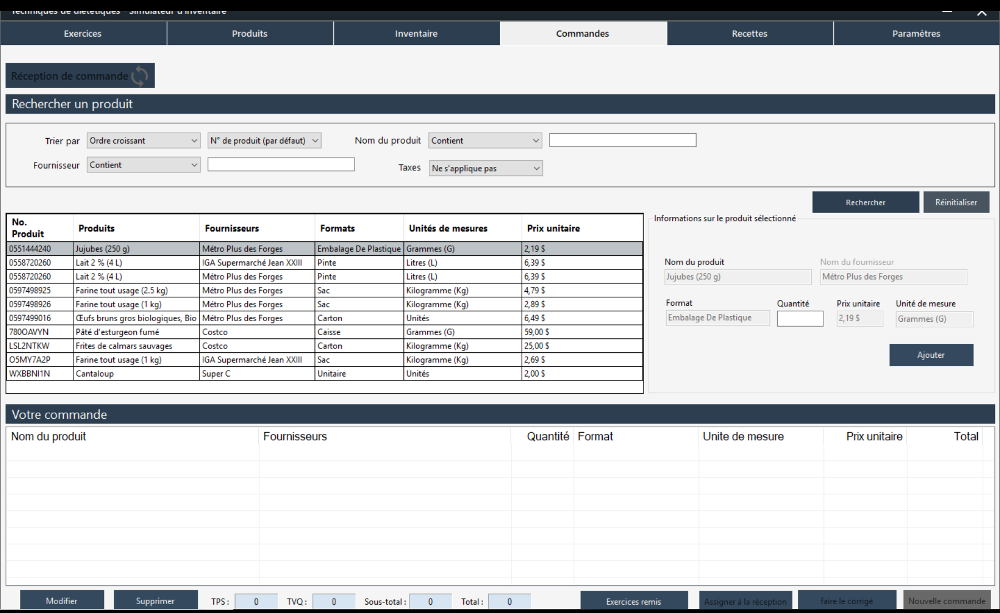 Techniques de diététiques - Simulateur d'inventaire
Exercices Produits Inventaire Commandes Recettes Paramètres
Réception de commande
Rechercher un produit
Trier par Ordre croissant N° de produit (par défaut) Nom du produit Contient
Fournisseur Contient Taxes Ne s'applique pas
Rechercher Réinitialiser
No. Produit Produits Fournisseurs Formats Unités de mesures Prix unitaire
0551444240 Jujubes (250 g) Métro Plus des Forges Embalage De Plastique Grammes (G) 2,19 $
0558720260 Lait 2 % (4 L) IGA Supermarché Jean XXIII Pinte Litres (L) 6,39 $
0558720260 Lait 2 % (4 L) Métro Plus des Forges Pinte Litres (L) 6,39 $
0597498925 Farine tout usage (2.5 kg) Métro Plus des Forges Sac Kilogramme (Kg) 4,79 $
0597498926 Farine tout usage (1 kg) Métro Plus des Forges Sac Kilogramme (Kg) 2,89 $
0597499016 Œufs bruns gros biologiques, Bio Métro Plus des Forges Carton Unités 6,49 $
780OAVYN Pâté d'esturgeon fumé Costco Caisse Grammes (G) 59,00 $
LSL2NTKW Frites de calmars sauvages Costco Carton Kilogramme (Kg) 25,00 $
O5MY7A2P Farine tout usage (1 kg) IGA Supermarché Jean XXIII Sac Kilogramme (Kg) 2,69 $
WXBBNI1N Cantaloup Super C Unitaire Unités 2,00 $
Informations sur le produit sélectionné
Nom du produit Nom du fournisseur
Jujubes (250 g) Métro Plus des Forges
Format Quantité Prix unitaire Unité de mesure
Embalage De Plastique 2,19 $ Grammes (G)
Ajouter
Votre commande
Nom du produit Fournisseurs Quantité Format Unite de mesure Prix unitaire Total
Modifier Supprimer TPS : 0 TVQ : 0 Sous-total : 0 Total : 0 Exercices remis Assigner à la réception faire le corrigé Nouvelle commande